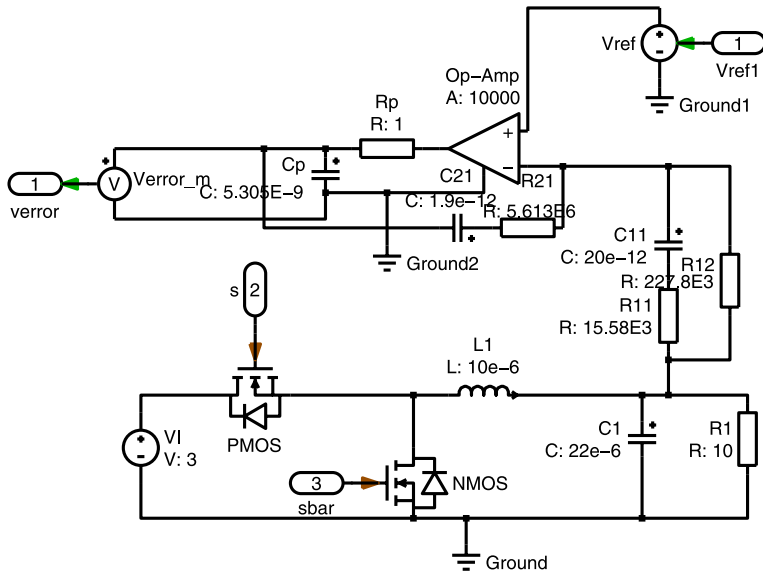 Vref
1
Vref1
Ground1
Op-Amp
A: 10000
+
-
Rp
R: 1
Cp
C: 5.305E-9
V
Verror_m
1
verror
C21
C: 1.9e-12
R21
R: 5.613E6
Ground2
C11
C: 20e-12
R12
R: 227.8E3
R11
R: 15.58E3
s
2
L1
L: 10e-6
PMOS
VI
V: 3
3
sbar
NMOS
C1
C: 22e-6
R1
R: 10
Ground